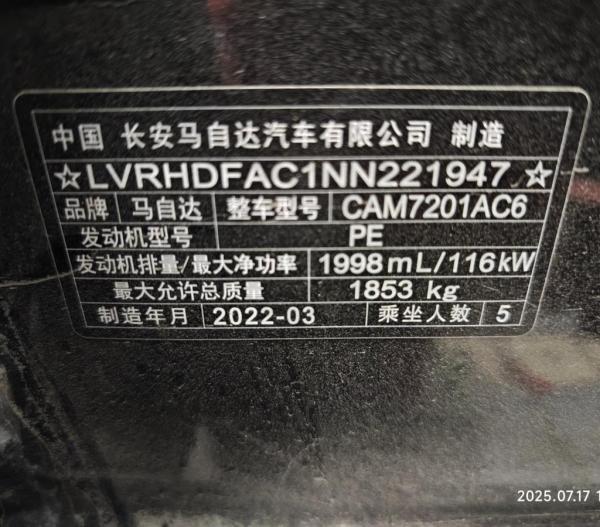 中国 长安马自达汽车有限公司 制造
☆LVRHDFAC1NN221947☆
品牌 马自达 整车型号 CAM7201AC6
发动机型号 PE
发动机排量/最大净功率 1998mL/116kW
最大允许总质量 1853 kg
制造年月 2022-03 乘坐人数 5
2025.07.17 1